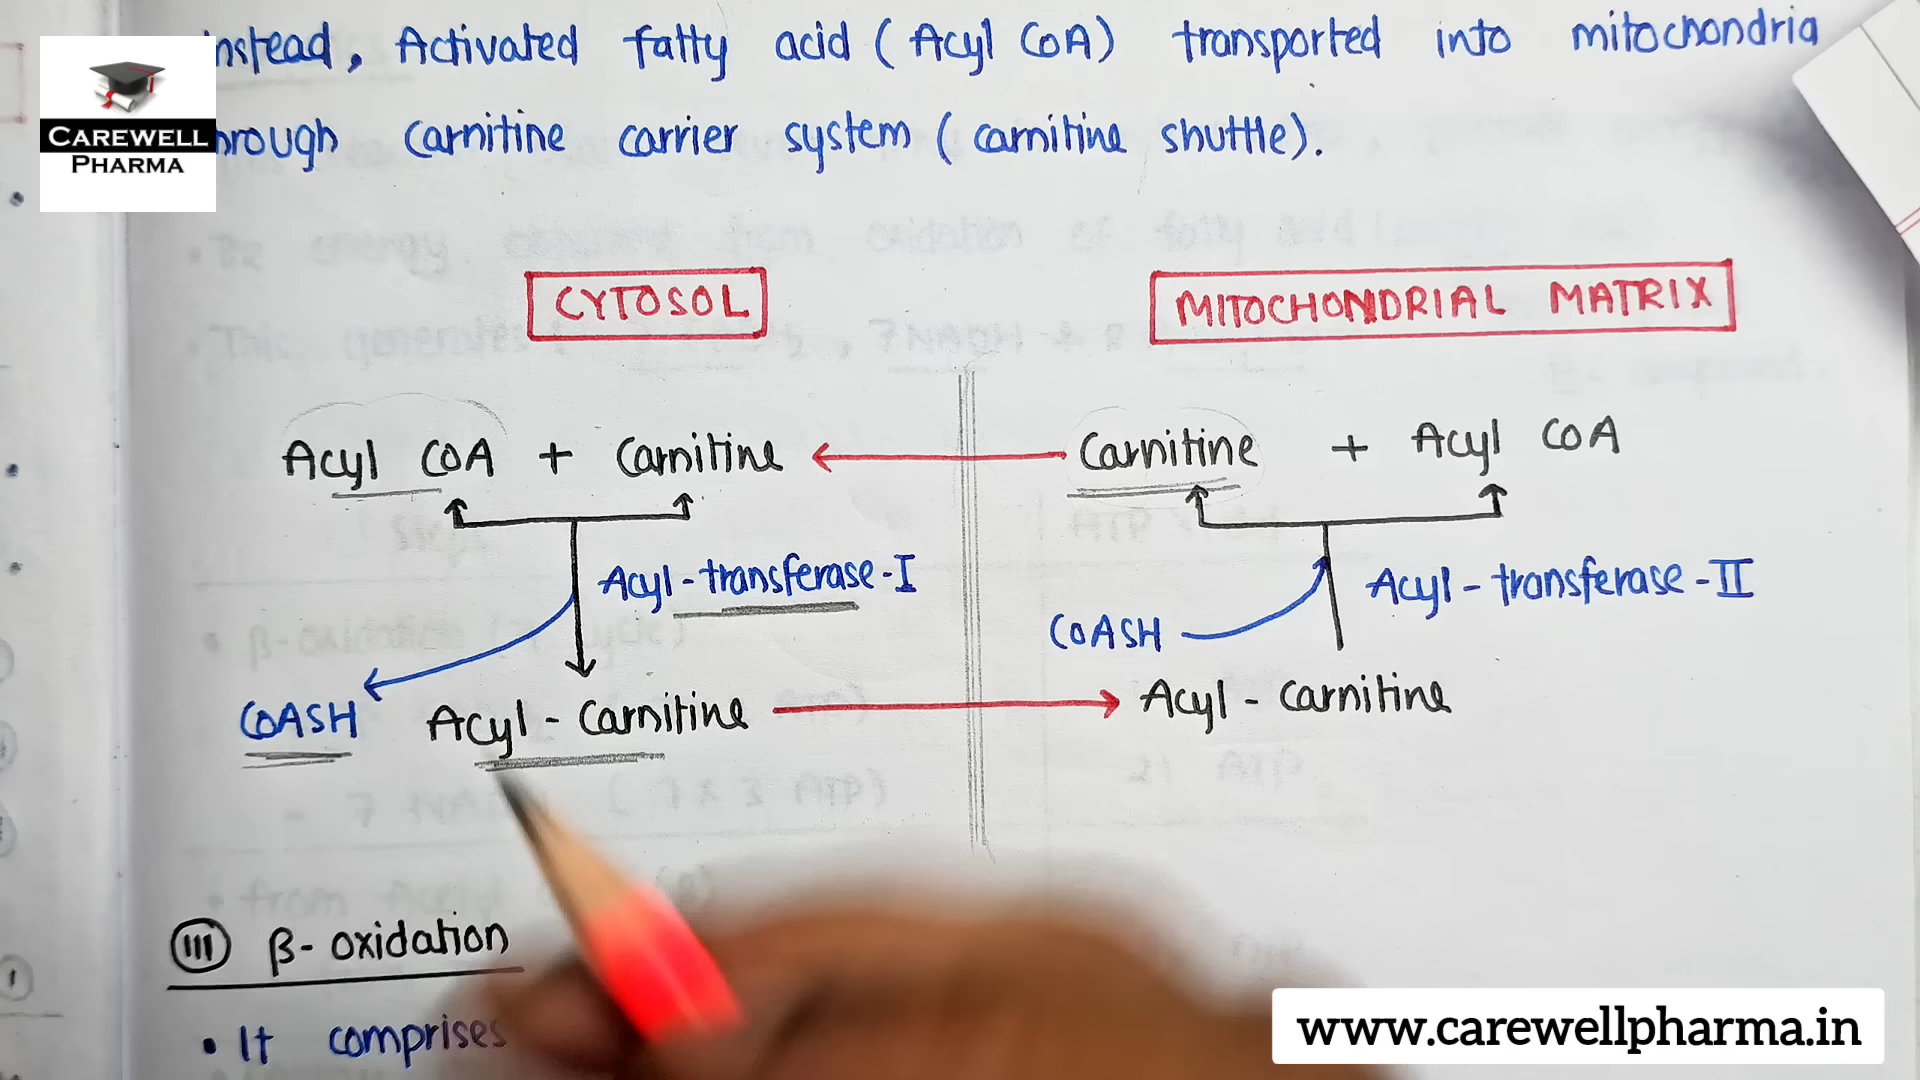 Instead, Activated fatty acid (Acyl CoA) transported into mitochondria
through carnitine carrier system (carnitine shuttle).
CAREWELL
PHARMA
CYTOSOL
MITOCHONDRIAL MATRIX
Acyl CoA + Carnitine
Carnitine + Acyl CoA
Acyl-transferase-I
Acyl-transferase-II
CoASH
CoASH
Acyl-Carnitine
Acyl-Carnitine
III β-oxidation
• It comprises
www.carewellpharma.in